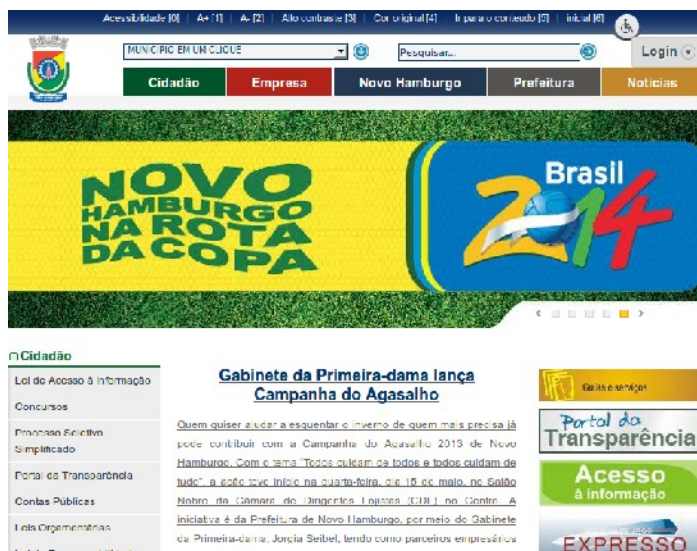 Acessibilidade [0] | A+ [1] | A- [2] | Alto contraste [3] | Cor original [4] Ir para o conteúdo [5] | inicial [6]
MUNICÍPIO EM UM CLIQUE
Pesquisar...
Login
Cidadão
Empresa
Novo Hamburgo
Prefeitura
Notícias
NOVO
HAMBURGO
NA ROTA
DA COPA
Brasil
2014
Cidadão
Lei de Acesso à Informação
Concursos
Processo Seletivo
Simplificado
Portal da Transparência
Contas Públicas
Leis Orçamentárias
Gabinete da Primeira-dama lança
Campanha do Agasalho
Quem quiser ajudar a esquentar o inverno de quem mais precisa já
pode contribuir com a Campanha do Agasalho 2013 de Novo
Hamburgo. Com o tema "Todos cuidam de todos e todos cuidam de
tudo", a ação teve início na quarta-feira, dia 15 de maio, no Salão
Nobre da Câmara de Dirigentes Lojistas (CDL) no Centro. A
iniciativa é da Prefeitura de Novo Hamburgo, por meio do Gabinete
da Primeira-dama, Jorgia Seibel, tendo como parceiros empresários
Guias e serviços
Portal da
Transparência
Acesso
à informação
EXPRESSO